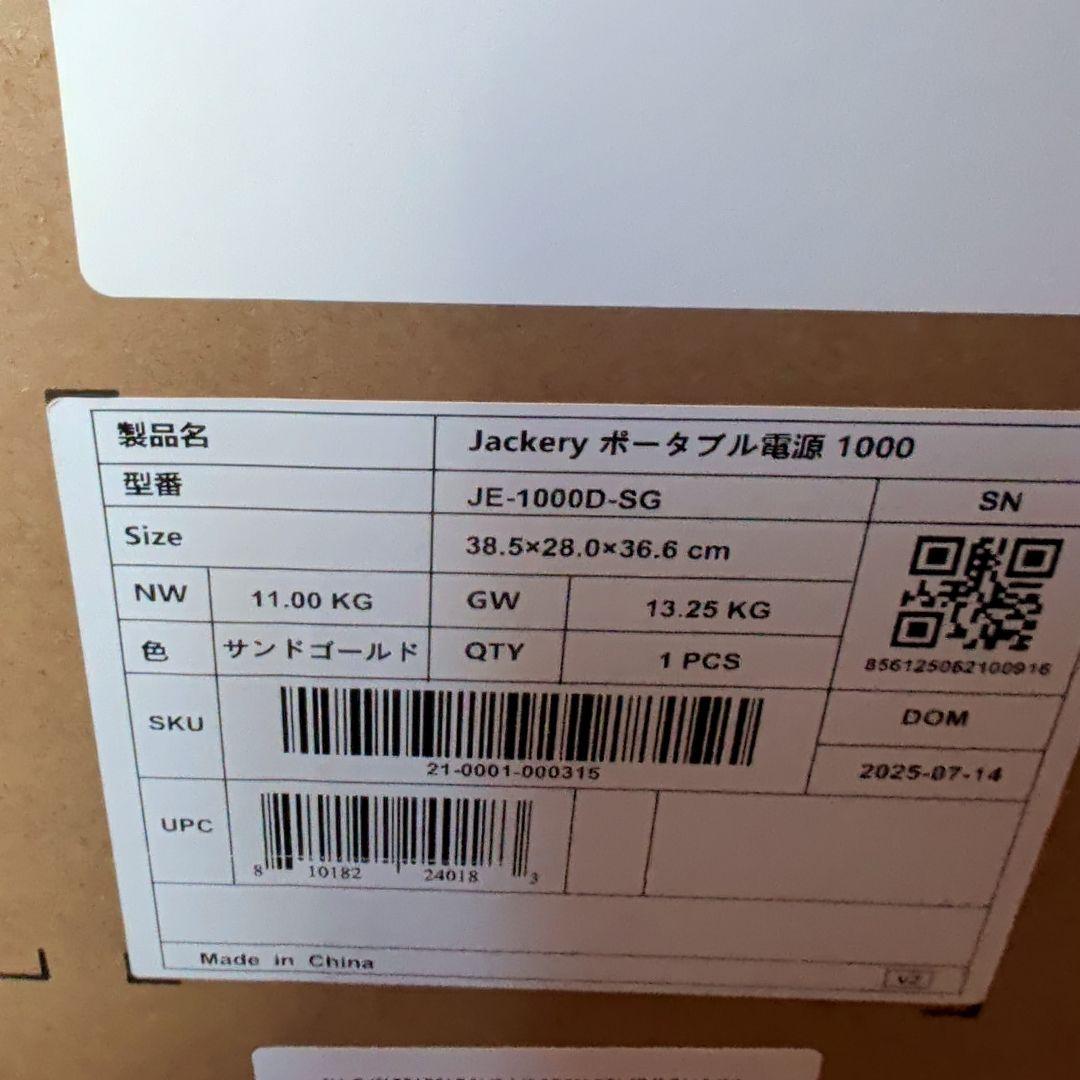 製品名 Jackery ポータブル電源 1000
型番 JE-1000D-SG SN
Size 38.5×28.0×36.6 cm
NW 11.00 KG GW 13.25 KG
856125062100916
色 サンドゴールド QTY 1 PCS
SKU DOM
21-0001-000315 2025-07-14
UPC
8 10182 24018 3
Made in China V2